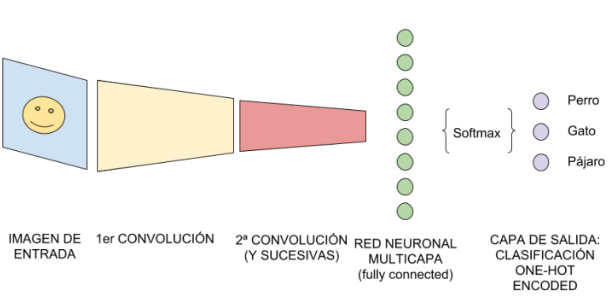 Perro
Gato
Softmax
Pájaro
IMAGEN DE
ENTRADA
1er CONVOLUCIÓN
2ª CONVOLUCIÓN
(Y SUCESIVAS)
RED NEURONAL
MULTICAPA
(fully connected)
CAPA DE SALIDA:
CLASIFICACIÓN
ONE-HOT
ENCODED